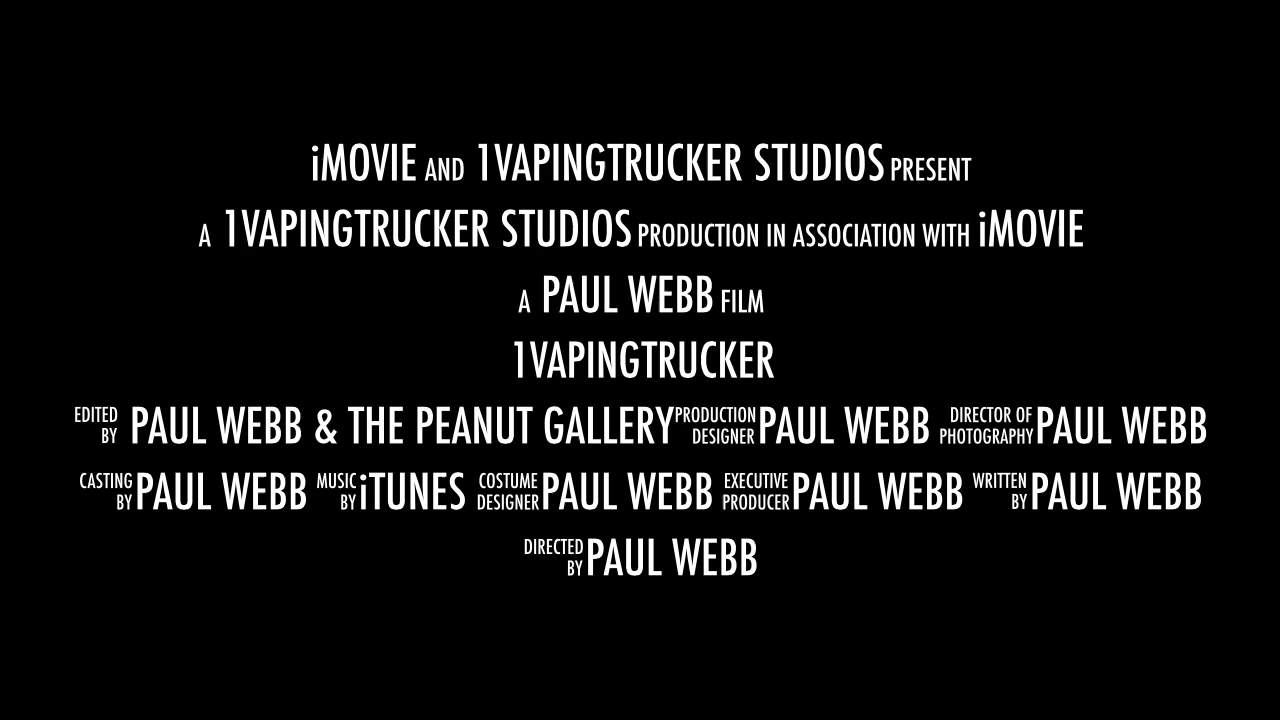 iMOVIE AND 1VAPINGTRUCKER STUDIOS PRESENT
A 1VAPINGTRUCKER STUDIOS PRODUCTION IN ASSOCIATION WITH iMOVIE
A PAUL WEBB FILM
1VAPINGTRUCKER
EDITED BY PAUL WEBB & THE PEANUT GALLERY PRODUCTION DESIGNER PAUL WEBB DIRECTOR OF PHOTOGRAPHY PAUL WEBB
CASTING BY PAUL WEBB MUSIC BY iTUNES COSTUME DESIGNER PAUL WEBB EXECUTIVE PRODUCER PAUL WEBB WRITTEN BY PAUL WEBB
DIRECTED BY PAUL WEBB